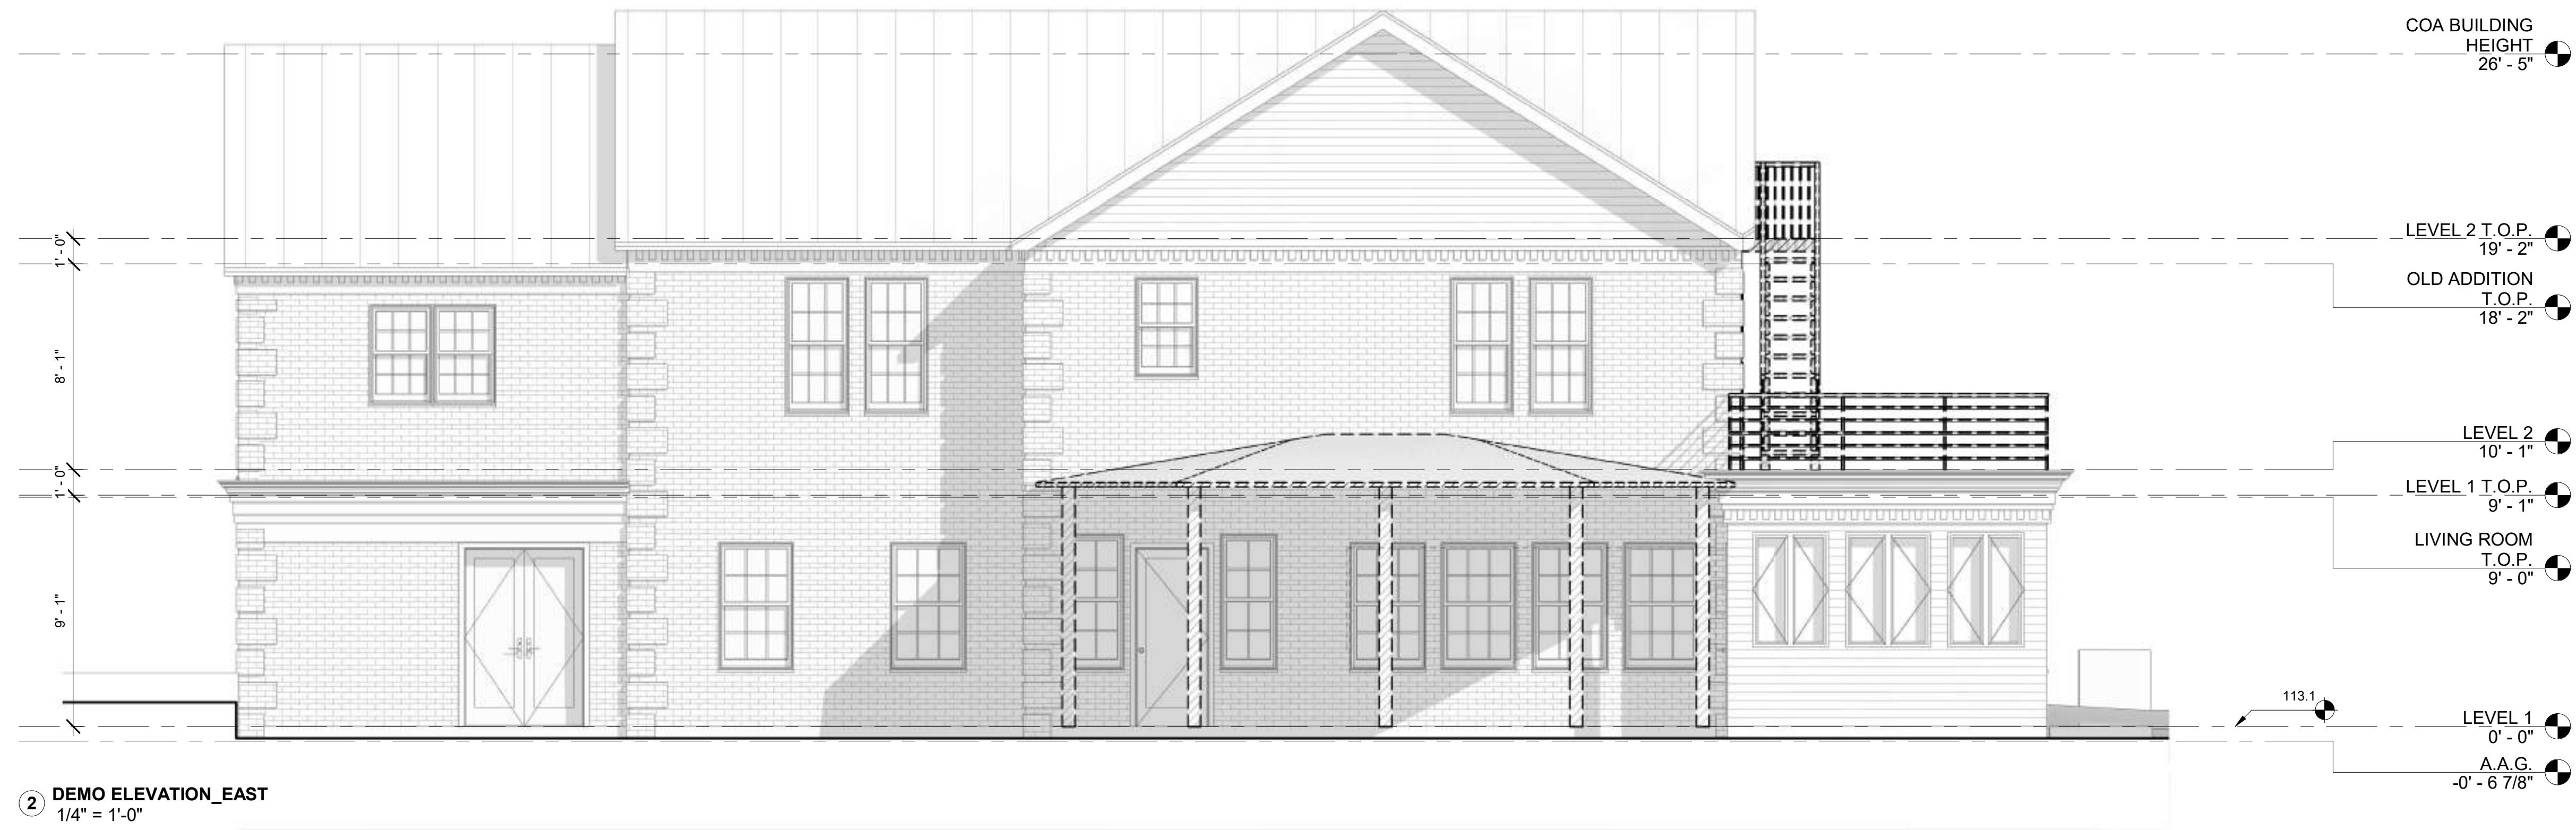 COA BUILDING
HEIGHT
26' - 5"
LEVEL 2 T.O.P.
19' - 2"
OLD ADDITION
T.O.P.
18' - 2"
LEVEL 2
10' - 1"
LEVEL 1 T.O.P.
9' - 1"
LIVING ROOM
T.O.P.
9' - 0"
113.1
LEVEL 1
0' - 0"
A.A.G.
-0' - 6 7/8"
1' - 0"
8' - 1"
1' - 0"
9' - 1"
2 DEMO ELEVATION_EAST
1/4" = 1'-0"